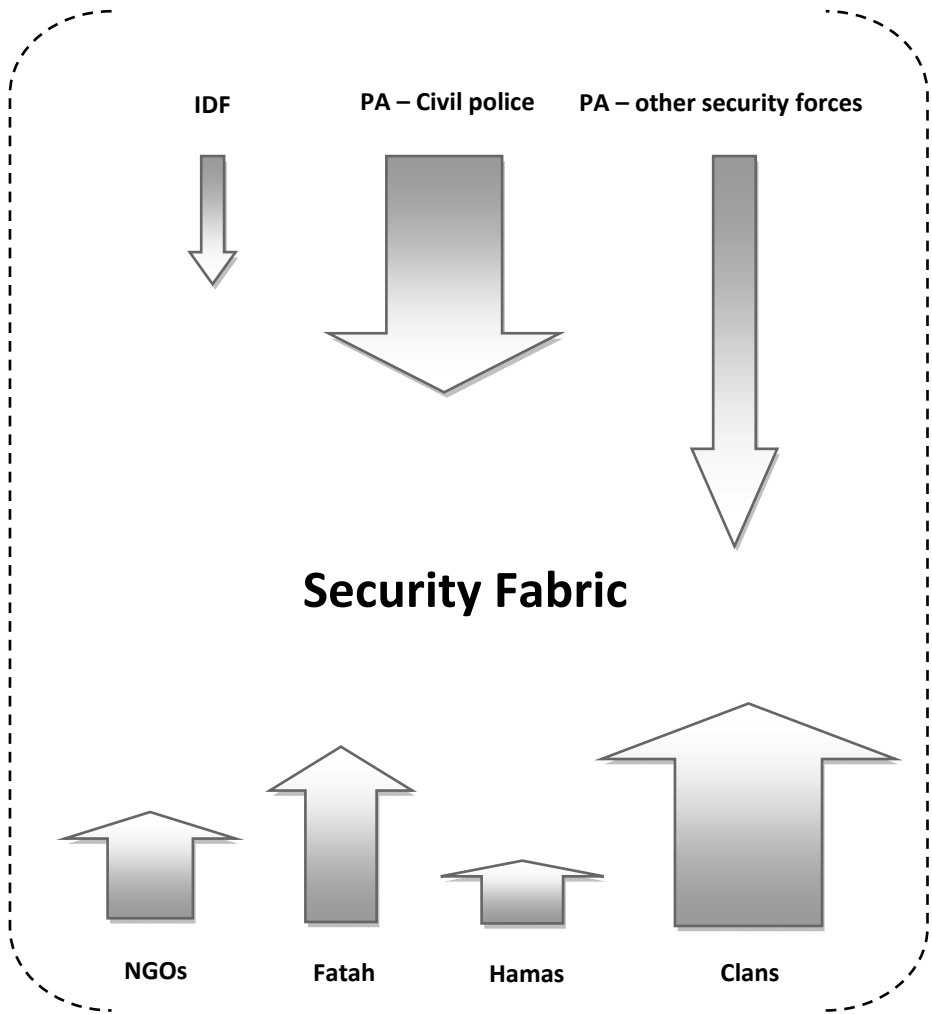 IDF
PA – Civil police
PA – other security forces
Security Fabric
NGOs
Fatah
Hamas
Clans